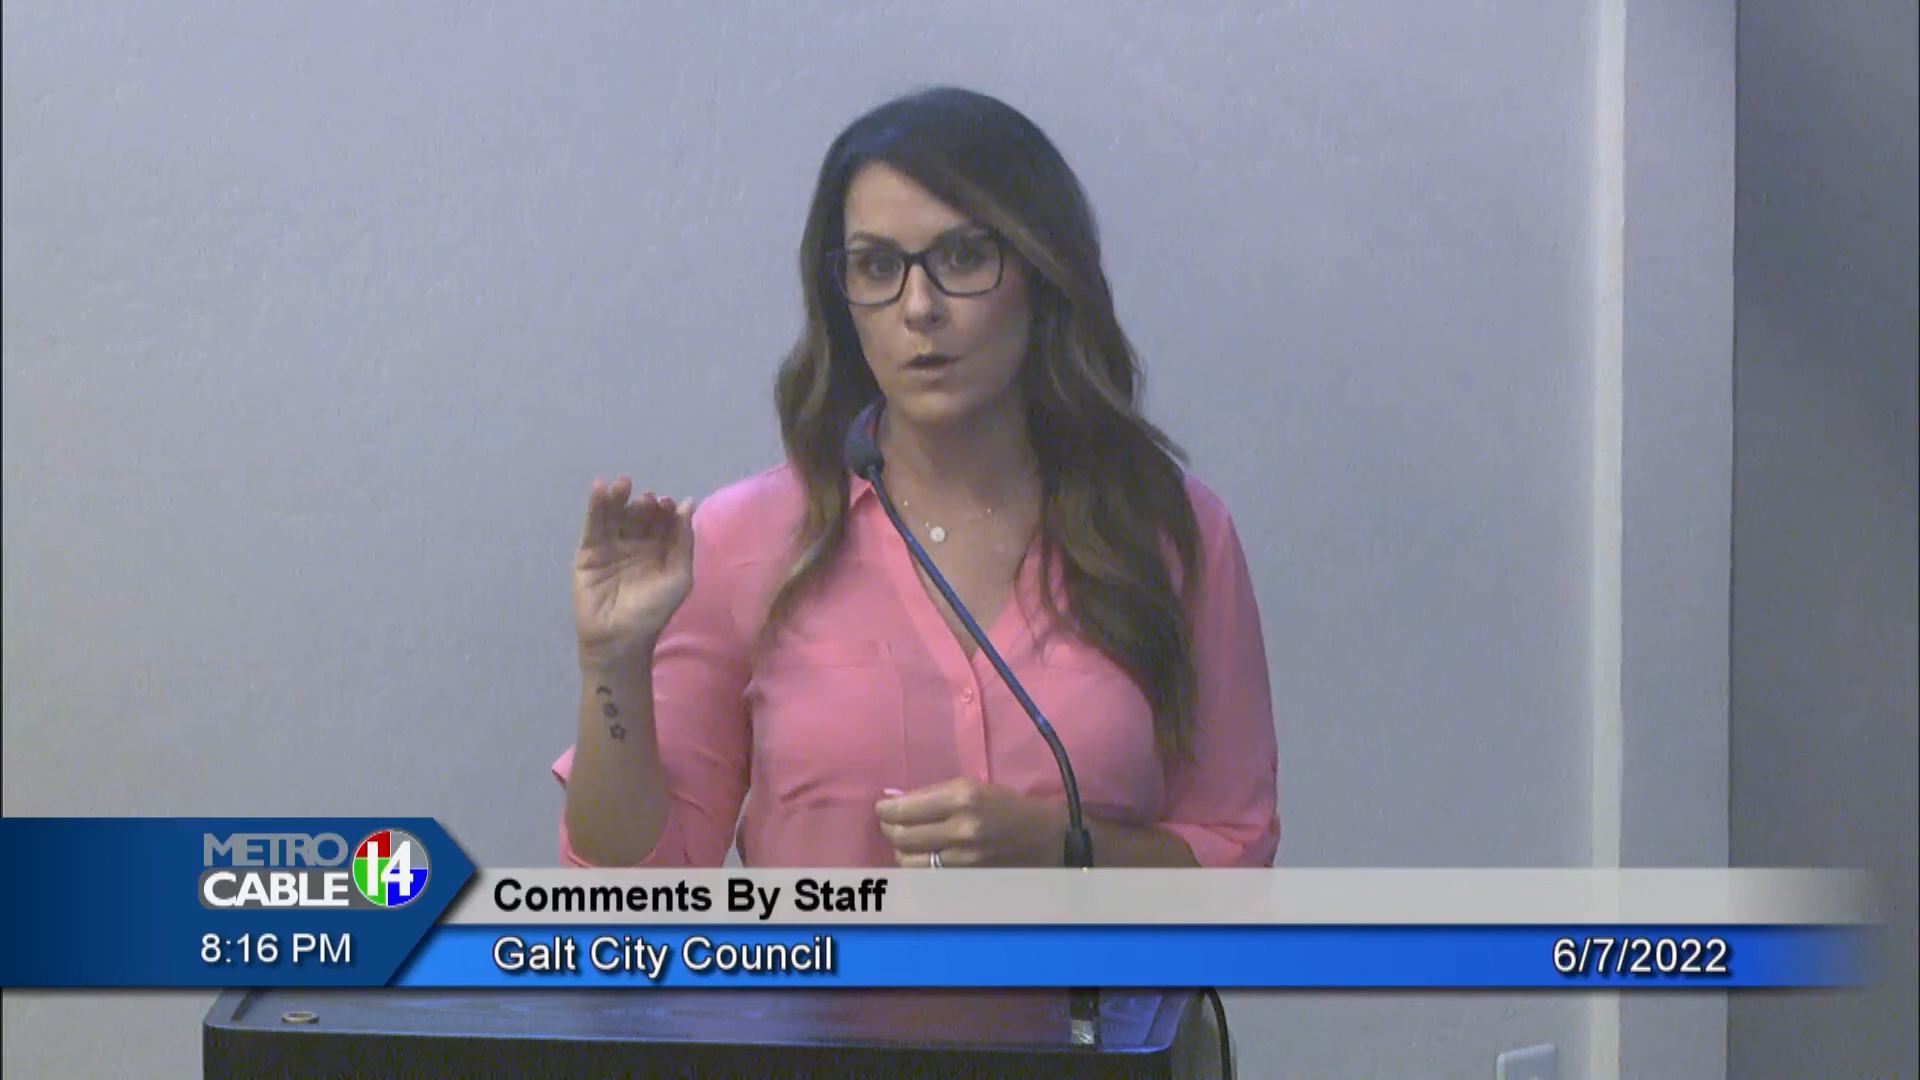 METRO
CABLE 14
8:16 PM
Comments By Staff
Galt City Council
6/7/2022